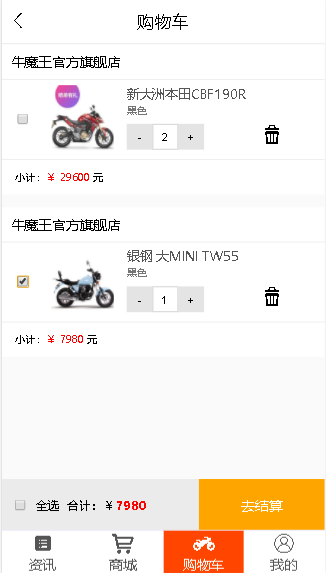 购物车
牛魔王官方旗舰店
新大洲本田CBF190R
黑色
- 2 +
小计：￥ 29600 元
牛魔王官方旗舰店
银钢 大MINI TW55
黑色
- 1 +
小计：￥ 7980 元
全选 合计：￥7980 去结算
资讯 商城 购物车 我的